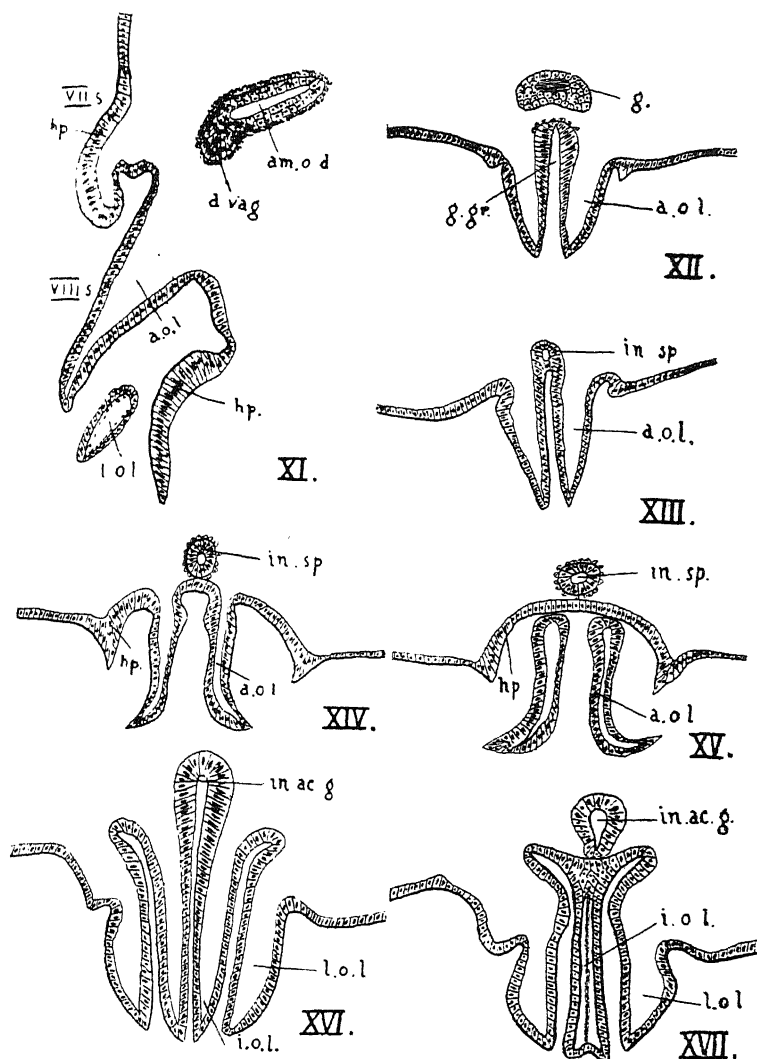 VII s
hp.
am.o d
d vag
VIII s
a.o.l
hp.
l o l
XI.
g.
g.gr.
a.o l.
XII.
in sp
a.o.l.
XIII.
in.sp
hp.
a.o l
XIV.
in.sp.
hp
a.o l
XV.
in ac g
l.o.l
i.o.l.
XVI.
in.ac.g.
i.o l.
l.o l
XVII.